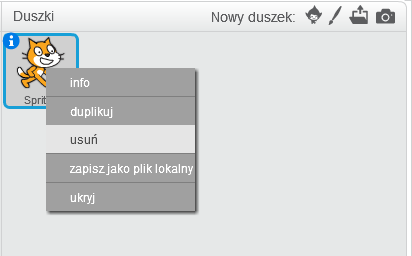 Duszki
Nowy duszek:
info
duplikuj
usuń
zapisz jako plik lokalny
ukryj